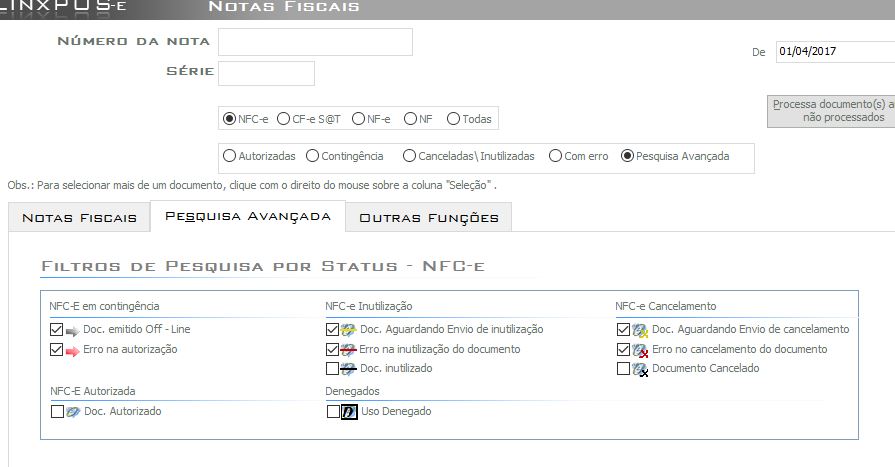 LINXPOS-E NOTAS FISCAIS
NÚMERO DA NOTA
De 01/04/2017
SÉRIE
Processa documento(s) a
não processados
NFC-e CF-e S@T NF-e NF Todas
Autorizadas Contingência Canceladas\Inutilizadas Com erro Pesquisa Avançada
Obs.: Para selecionar mais de um documento, clique com o direito do mouse sobre a coluna "Seleção" .
NOTAS FISCAIS PESQUISA AVANÇADA OUTRAS FUNÇÕES
FILTROS DE PESQUISA POR STATUS - NFC-E
NFC-E em contingência NFC-e Inutilização NFC-e Cancelamento
Doc. emitido Off - Line Doc. Aguardando Envio de inutilização Doc. Aguardando Envio de cancelamento
Erro na autorização Erro na inutilização do documento Erro no cancelamento do documento
Doc. inutilizado Documento Cancelado
NFC-E Autorizada Denegados
Doc. Autorizado Uso Denegado